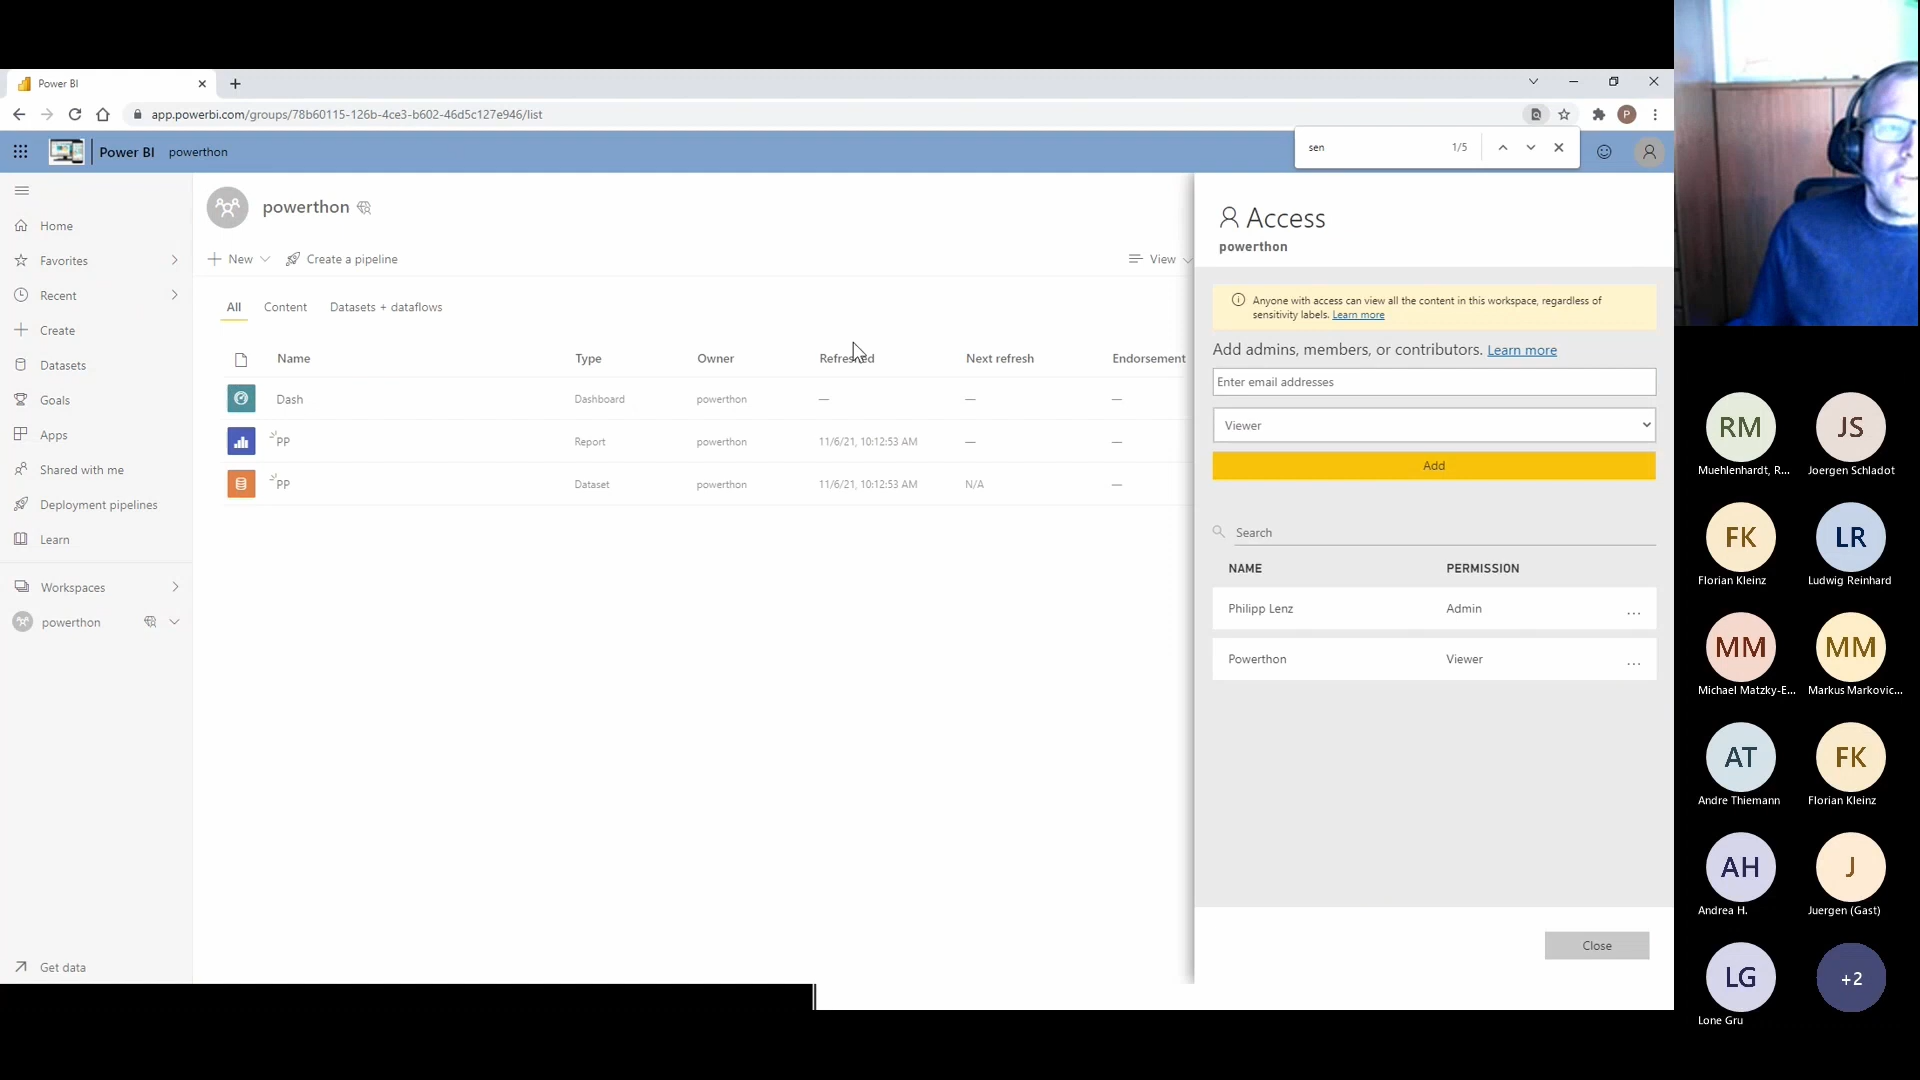 Power BI
app.powerbi.com/groups/78b60115-126b-4ce3-b602-46d5c127e946/list
Power BI powerthon
sen 1/5
Home
Favorites
Recent
Create
Datasets
Goals
Apps
Shared with me
Deployment pipelines
Learn
Workspaces
powerthon
Get data
powerthon
New Create a pipeline View
All Content Datasets + dataflows
Name Type Owner Refreshed Next refresh Endorsement
Dash Dashboard powerthon — — —
PP Report powerthon 11/6/21, 10:12:53 AM — —
PP Dataset powerthon 11/6/21, 10:12:53 AM N/A —
Access
powerthon
Anyone with access can view all the content in this workspace, regardless of
sensitivity labels. Learn more
Add admins, members, or contributors. Learn more
Enter email addresses
Viewer
Add
Search
NAME PERMISSION
Philipp Lenz Admin ...
Powerthon Viewer ...
Close
P
RM JS
Muehlenhardt, R... Joergen Schladot
FK LR
Florian Kleinz Ludwig Reinhard
MM MM
Michael Matzky-E... Markus Markovic...
AT FK
Andre Thiemann Florian Kleinz
AH J
Andrea H. Juergen (Gast)
LG +2
Lone Gru